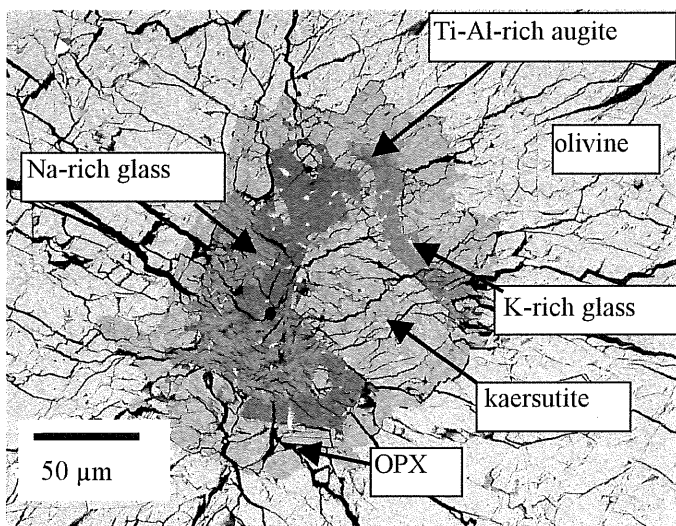 Ti-Al-rich augite
olivine
Na-rich glass
K-rich glass
kaersutite
OPX
50 µm